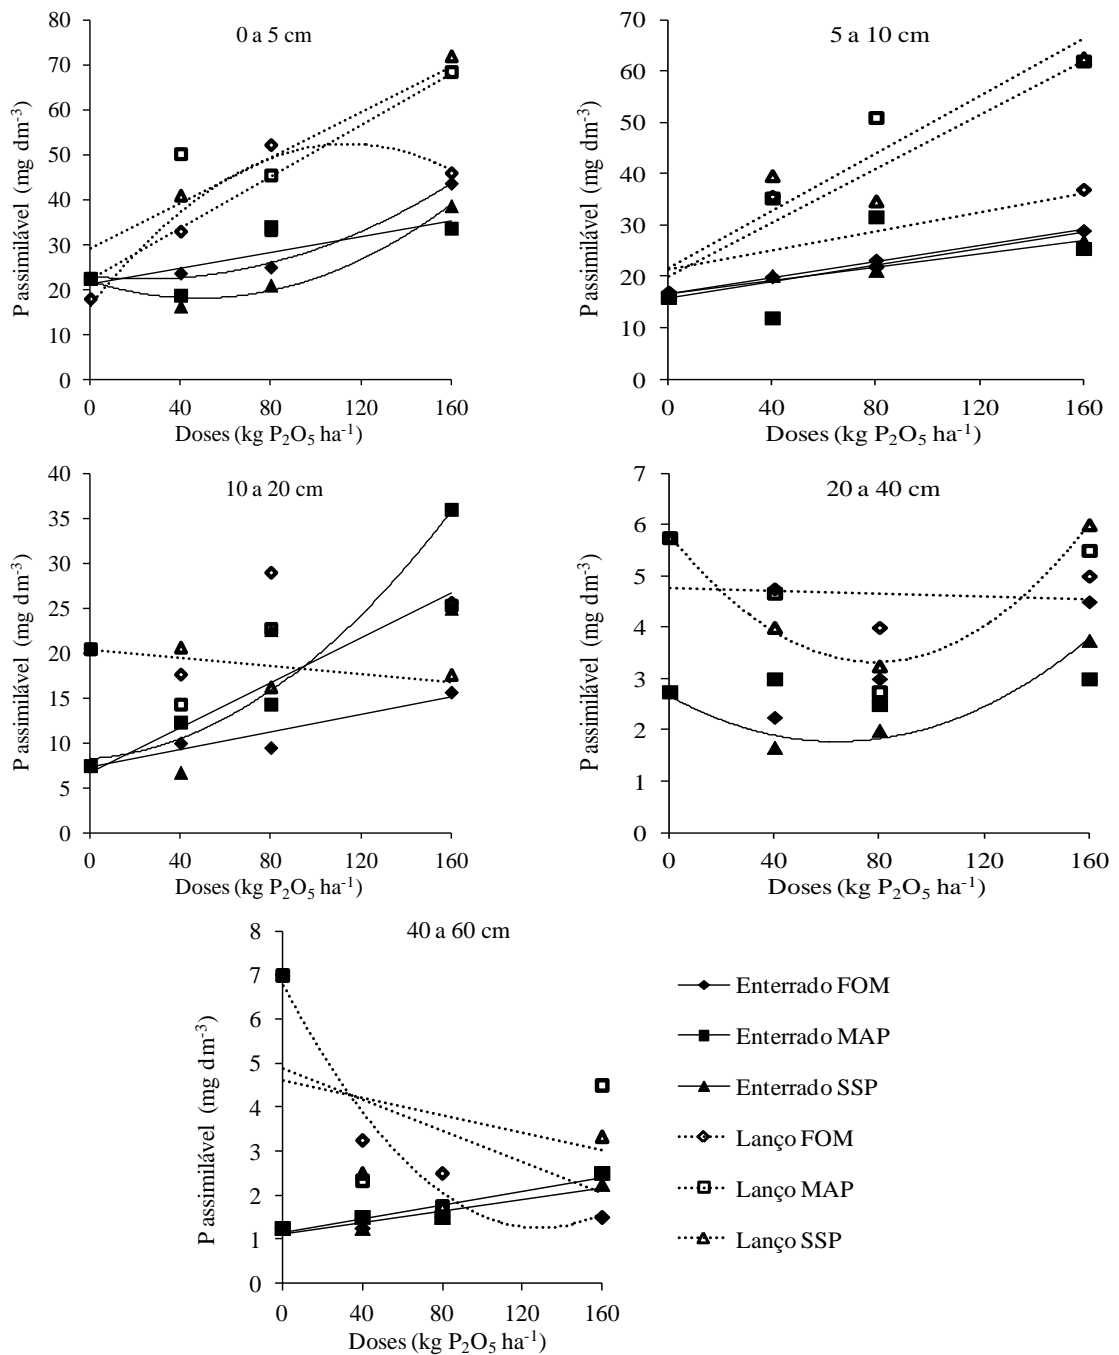 0 a 5 cm
P assimilável (mg dm-3)
80
70
60
50
40
30
20
10
0
0 40 80 120 160
Doses (kg P2O5 ha-1)
5 a 10 cm
P assimilável (mg dm-3)
70
60
50
40
30
20
10
0
0 40 80 120 160
Doses (kg P2O5 ha-1)
10 a 20 cm
P assimilável (mg dm-3)
40
35
30
25
20
15
10
5
0
0 40 80 120 160
Doses (kg P2O5 ha-1)
20 a 40 cm
P assimilável (mg dm-3)
7
6
5
4
3
2
1
0
0 40 80 120 160
Doses (kg P2O5 ha-1)
40 a 60 cm
P assimilável (mg dm-3)
8
7
6
5
4
3
2
1
0
0 40 80 120 160
Doses (kg P2O5 ha-1)
Enterrado FOM
Enterrado MAP
Enterrado SSP
Lanço FOM
Lanço MAP
Lanço SSP